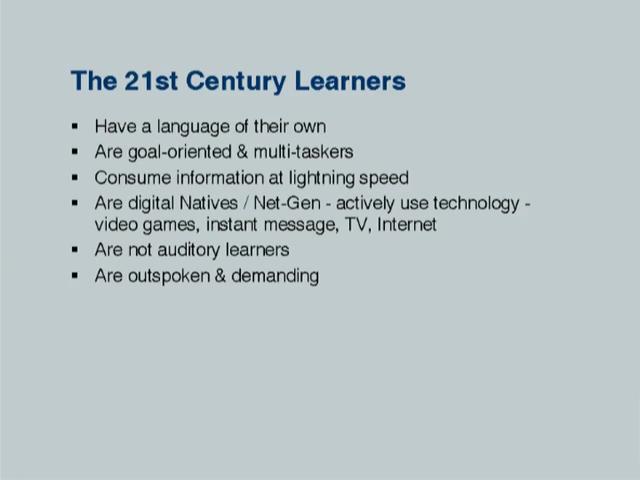 The 21st Century Learners
▪ Have a language of their own
▪ Are goal-oriented & multi-taskers
▪ Consume information at lightning speed
▪ Are digital Natives / Net-Gen - actively use technology -
video games, instant message, TV, Internet
▪ Are not auditory learners
▪ Are outspoken & demanding